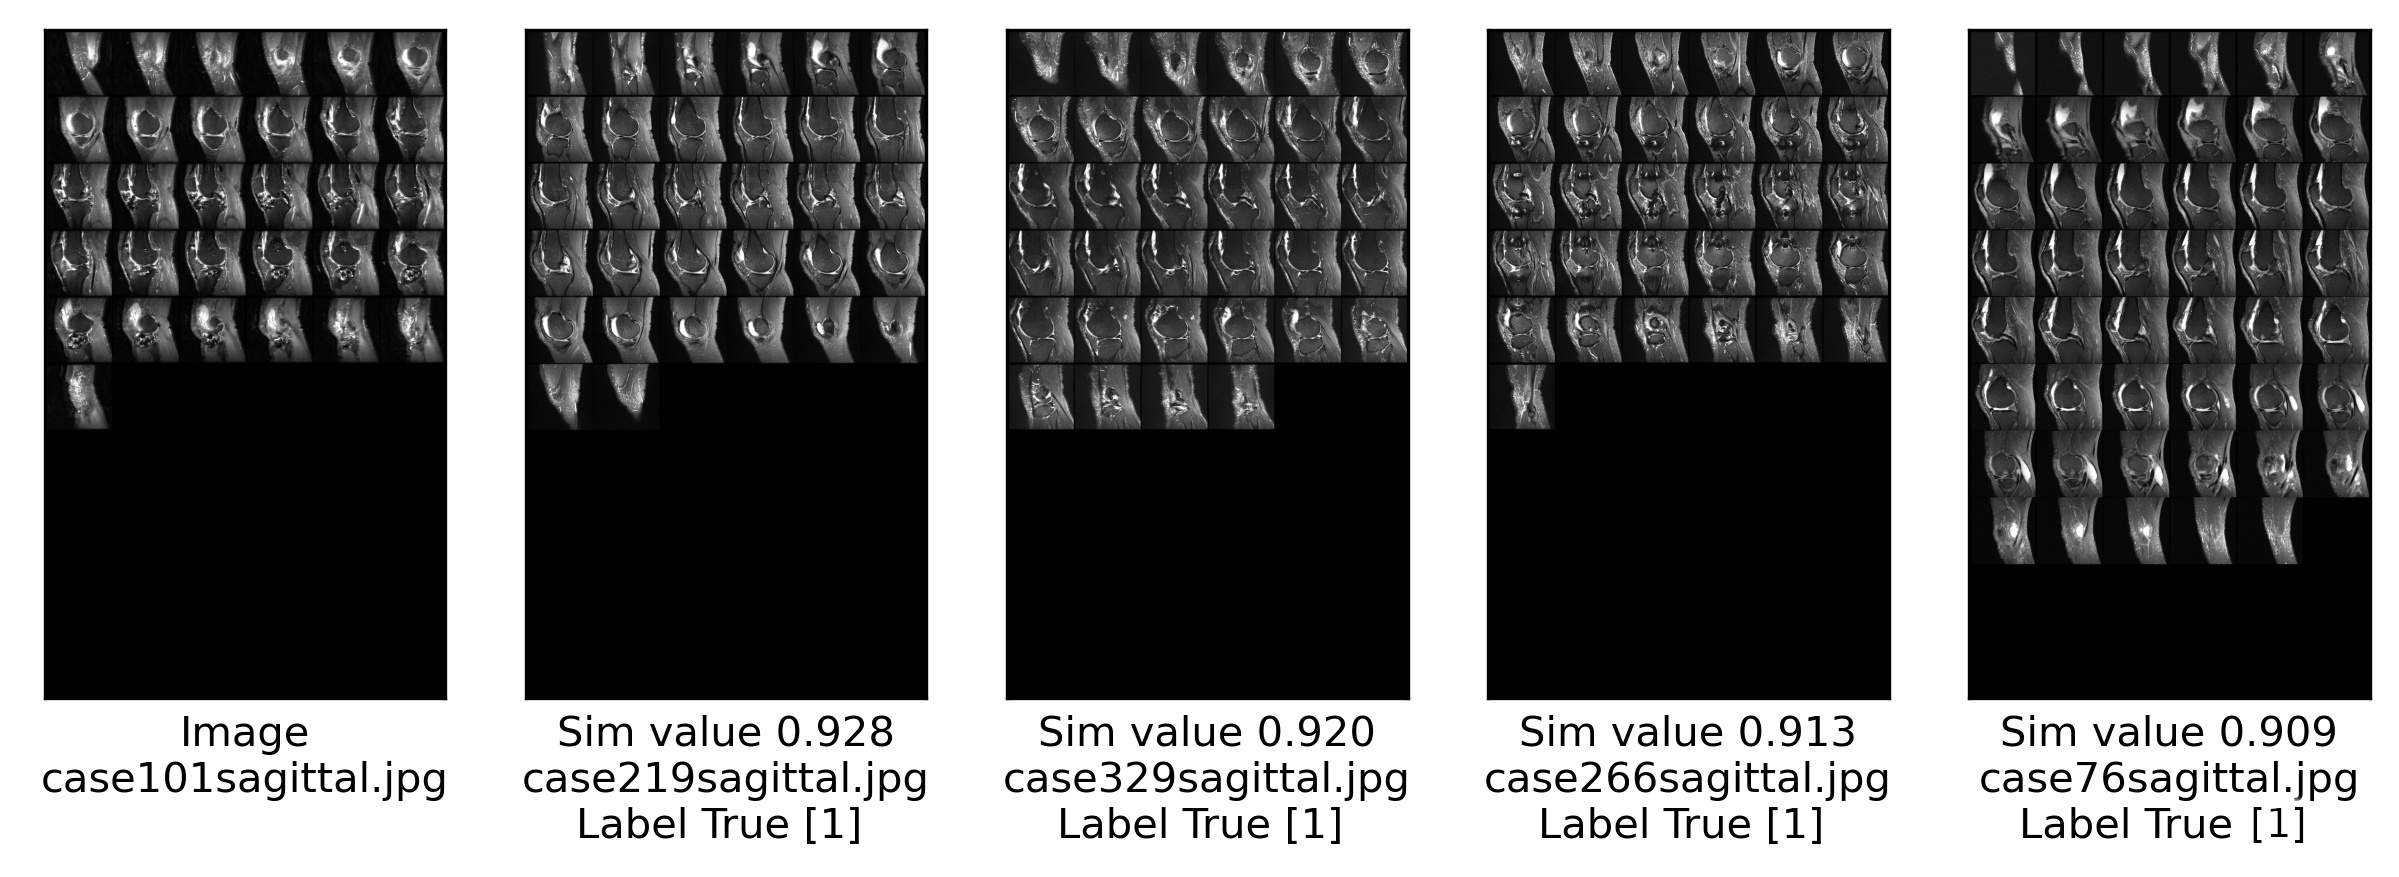 Image
case101sagittal.jpg
Sim value 0.928
case219sagittal.jpg
Label True [1]
Sim value 0.920
case329sagittal.jpg
Label True [1]
Sim value 0.913
case266sagittal.jpg
Label True [1]
Sim value 0.909
case76sagittal.jpg
Label True [1]